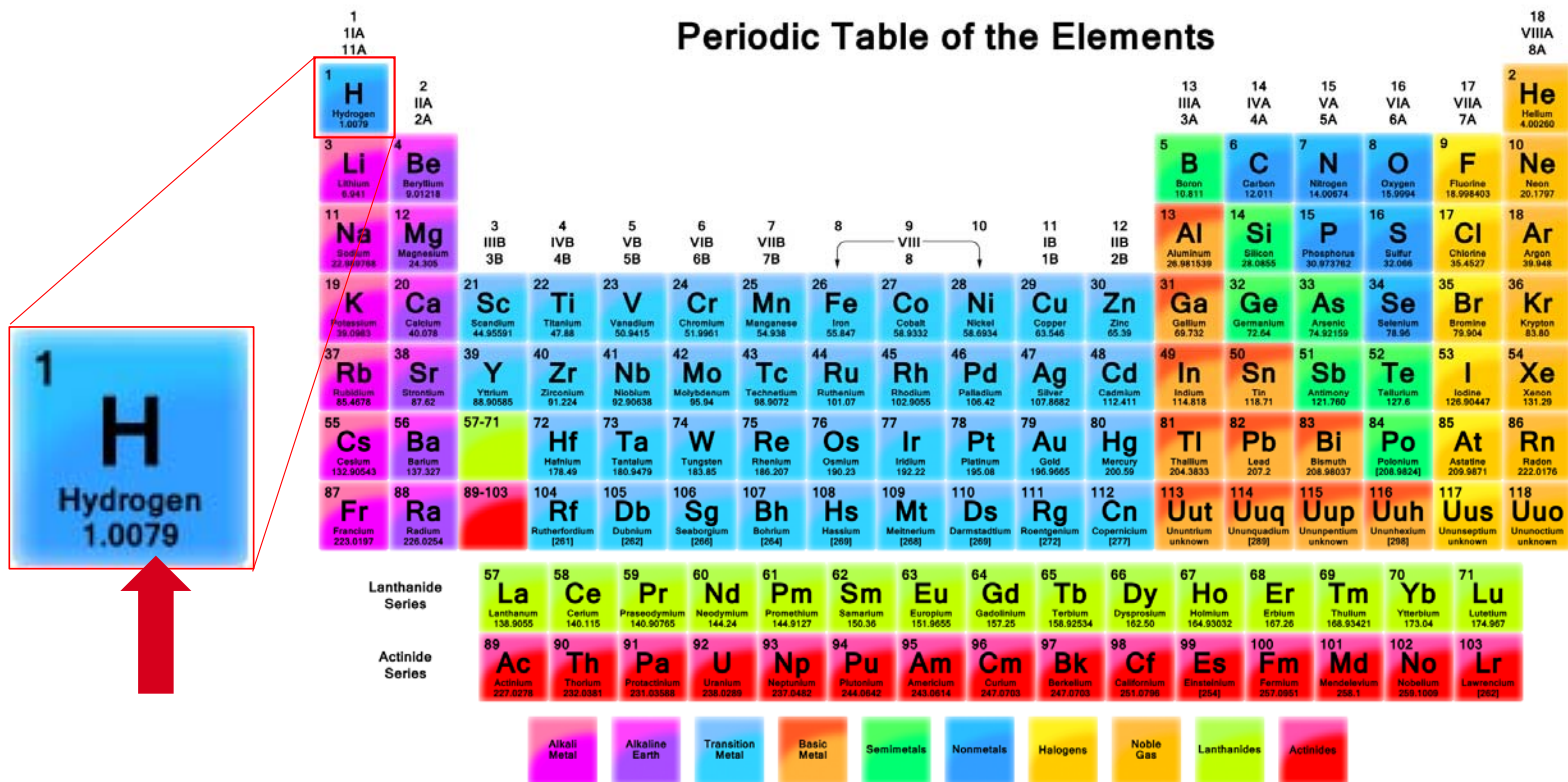 Periodic Table of the Elements
1
1IA
11A
18
VIIIA
8A
1 2
H He
Hydrogen Helium
1.0079 4.00260
2 13 14 15 16 17
IIA IIIA IVA VA VIA VIIA
2A 3A 4A 5A 6A 7A
3 4 5 6 7 8 9 10
Li Be B C N O F Ne
Lithium Beryllium Boron Carbon Nitrogen Oxygen Fluorine Neon
6.941 9.01218 10.811 12.011 14.00674 15.9994 18.998403 20.1797
11 12 13 14 15 16 17 18
Na Mg Al Si P S Cl Ar
Sodium Magnesium Aluminum Silicon Phosphorus Sulfur Chlorine Argon
22.989768 24.305 26.981539 28.0855 30.973762 32.066 35.4527 39.948
3 4 5 6 7 8 9 10 11 12
IIIB IVB VB VIB VIIB VIII IB IIB
3B 4B 5B 6B 7B 8 1B 2B
19 20 21 22 23 24 25 26 27 28 29 30 31 32 33 34 35 36
K Ca Sc Ti V Cr Mn Fe Co Ni Cu Zn Ga Ge As Se Br Kr
Potassium Calcium Scandium Titanium Vanadium Chromium Manganese Iron Cobalt Nickel Copper Zinc Gallium Germanium Arsenic Selenium Bromine Krypton
39.0983 40.078 44.95591 47.88 50.9415 51.9961 54.938 55.847 58.9332 58.6934 63.546 65.39 69.732 72.64 74.92159 78.96 79.904 83.80
37 38 39 40 41 42 43 44 45 46 47 48 49 50 51 52 53 54
Rb Sr Y Zr Nb Mo Tc Ru Rh Pd Ag Cd In Sn Sb Te I Xe
Rubidium Strontium Yttrium Zirconium Niobium Molybdenum Technetium Ruthenium Rhodium Palladium Silver Cadmium Indium Tin Antimony Tellurium Iodine Xenon
85.4678 87.62 88.90585 91.224 92.90638 95.94 98.9072 101.07 102.9055 106.42 107.8682 112.411 114.818 118.71 121.760 127.6 126.90447 131.29
55 56 57-71 72 73 74 75 76 77 78 79 80 81 82 83 84 85 86
Cs Ba Hf Ta W Re Os Ir Pt Au Hg Tl Pb Bi Po At Rn
Cesium Barium Hafnium Tantalum Tungsten Rhenium Osmium Iridium Platinum Gold Mercury Thallium Lead Bismuth Polonium Astatine Radon
132.90543 137.327 178.49 180.9479 183.85 186.207 190.23 192.22 195.08 196.9665 200.59 204.3833 207.2 208.98037 [208.9824] 209.9871 222.0176
87 88 89-103 104 105 106 107 108 109 110 111 112 113 114 115 116 117 118
Fr Ra Rf Db Sg Bh Hs Mt Ds Rg Cn Uut Uuq Uup Uuh Uus Uuo
Francium Radium Rutherfordium Dubnium Seaborgium Bohrium Hassium Meitnerium Darmstadtium Roentgenium Copernicium Ununtrium Ununquadium Ununpentium Ununhexium Ununseptium Ununoctium
223.0197 226.0254 [261] [262] [266] [264] [269] [268] [269] [272] [277] unknown [289] unknown [298] unknown unknown
1
H
Hydrogen
1.0079
Lanthanide
Series
57 58 59 60 61 62 63 64 65 66 67 68 69 70 71
La Ce Pr Nd Pm Sm Eu Gd Tb Dy Ho Er Tm Yb Lu
Lanthanum Cerium Praseodymium Neodymium Promethium Samarium Europium Gadolinium Terbium Dysprosium Holmium Erbium Thulium Ytterbium Lutetium
138.9055 140.115 140.90765 144.24 144.9127 150.36 151.9655 157.25 158.92534 162.50 164.93032 167.26 168.93421 173.04 174.967
Actinide
Series
89 90 91 92 93 94 95 96 97 98 99 100 101 102 103
Ac Th Pa U Np Pu Am Cm Bk Cf Es Fm Md No Lr
Actinium Thorium Protactinium Uranium Neptunium Plutonium Americium Curium Berkelium Californium Einsteinium Fermium Mendelevium Nobelium Lawrencium
227.0278 232.0381 231.03588 238.0289 237.0482 244.0642 243.0614 247.0703 247.0703 251.0796 [254] 257.0951 258.1 259.1009 [262]
Alkali
Metal
Alkaline
Earth
Transition
Metal
Basic
Metal
Semimetals
Nonmetals
Halogens
Noble
Gas
Lanthanides
Actinides